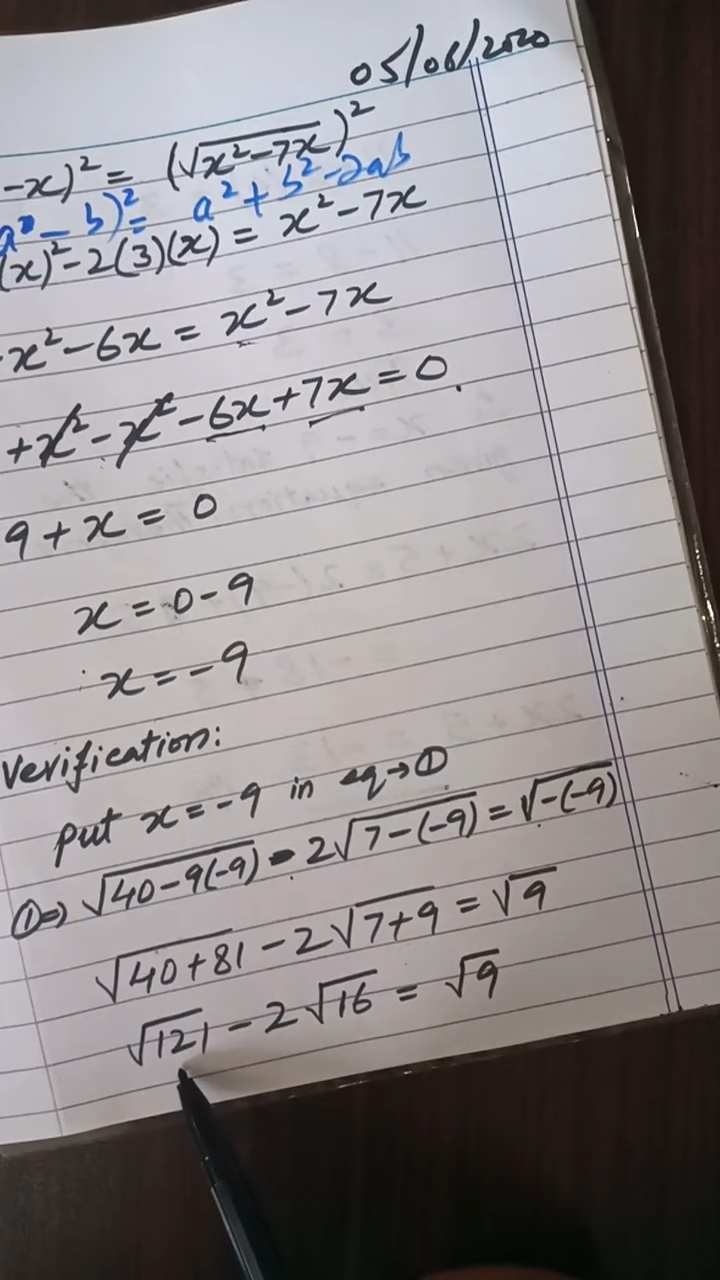 05/06/2020
-x)² = (√x²-7x)²
a² - b)² = a² + b² - 2ab
(x)² - 2(3)(x) = x² - 7x
x² - 6x = x² - 7x
+x² - x² - 6x + 7x = 0.
9 + x = 0
x = 0 - 9
x = -9
Verification:
put x = -9 in eq → ①
① ⇒ √40-9(-9) - 2√7-(-9) = √-(-9)
√40+81 - 2√7+9 = √9
√121 - 2√16 = √9